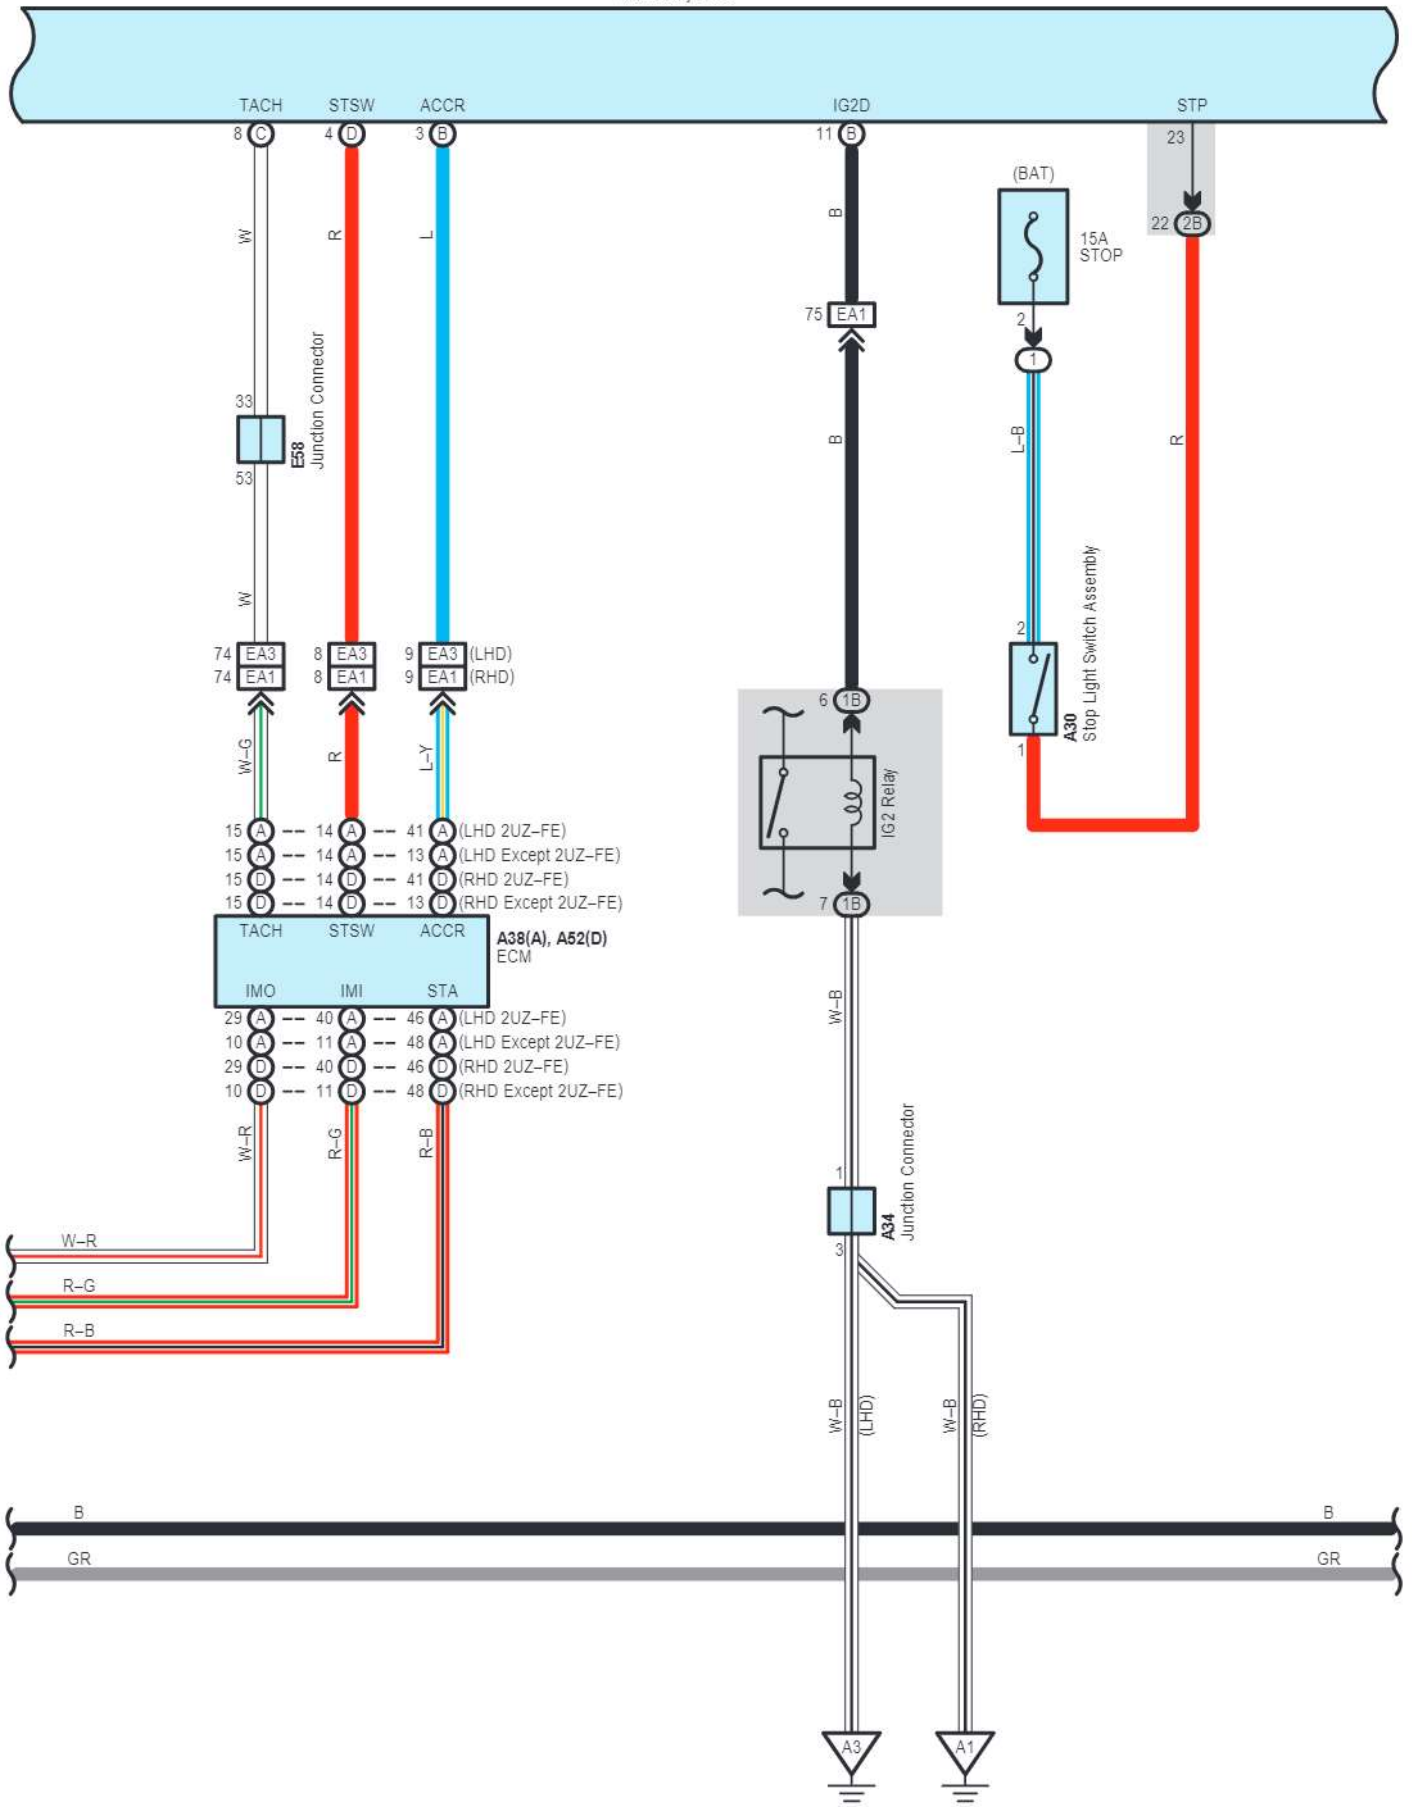 TACH STSW ACCR IG2D STP
8 C 4 D 3 B 11 B 23
(BAT)
W R L B
22 2B
15A
STOP
75 EA1
2
1
33
E58
Junction Connector
53
B
L–B
R
W
2
A30
Stop Light Switch Assembly
1
74 EA3 8 EA3 9 EA3 (LHD)
74 EA1 8 EA1 9 EA1 (RHD)
6 1B
W–G R L–Y
IG2 Relay
15 A 14 A 41 A (LHD 2UZ–FE)
15 A 14 A 13 A (LHD Except 2UZ–FE)
15 D 14 D 41 D (RHD 2UZ–FE)
15 D 14 D 13 D (RHD Except 2UZ–FE)
7 1B
TACH STSW ACCR
A38(A), A52(D)
ECM
IMO IMI STA
29 A 40 A 46 A (LHD 2UZ–FE)
10 A 11 A 48 A (LHD Except 2UZ–FE)
29 D 40 D 46 D (RHD 2UZ–FE)
10 D 11 D 48 D (RHD Except 2UZ–FE)
W–B
W–R R–G R–B
1
A34
Junction Connector
3
W–R
R–G
R–B
W–B
(LHD)
W–B
(RHD)
B B
GR GR
A3 A1